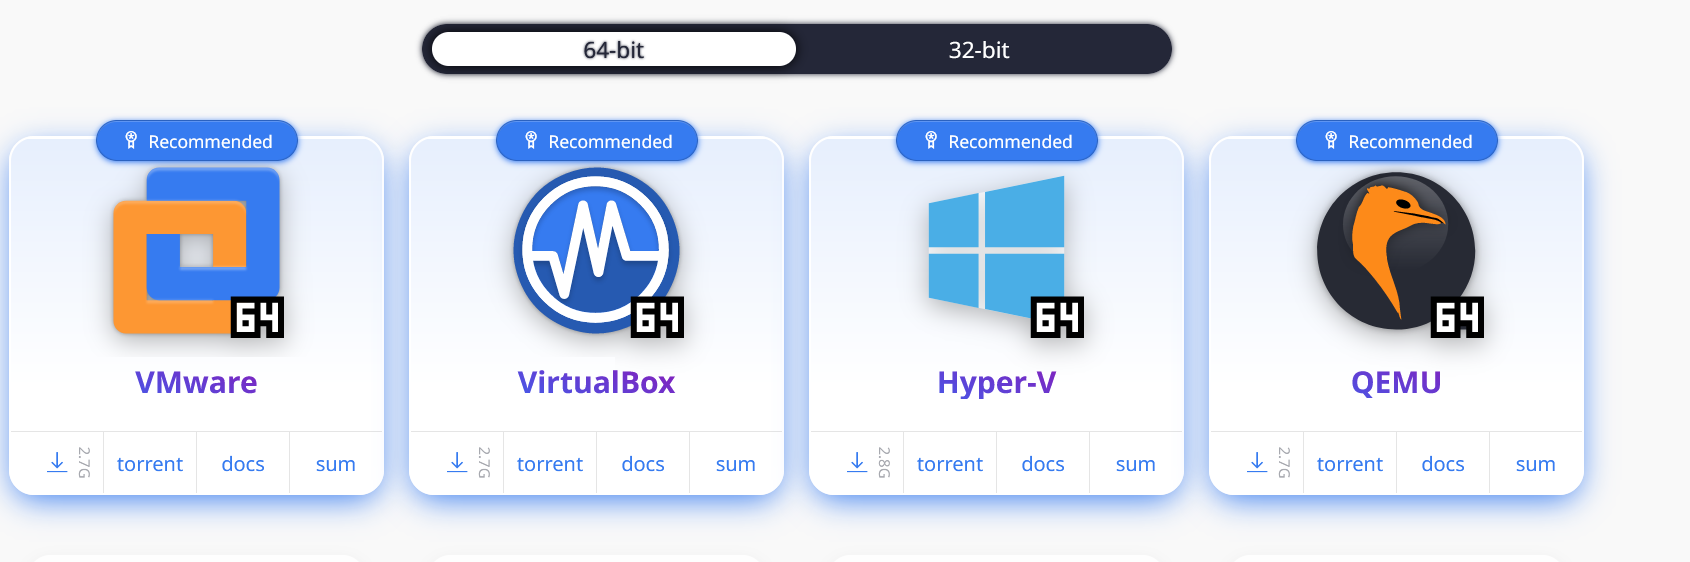 64-bit 32-bit
Recommended Recommended Recommended Recommended
64 64 64 64
VMware VirtualBox Hyper-V QEMU
2.7G torrent docs sum 2.7G torrent docs sum 2.8G torrent docs sum 2.7G torrent docs sum